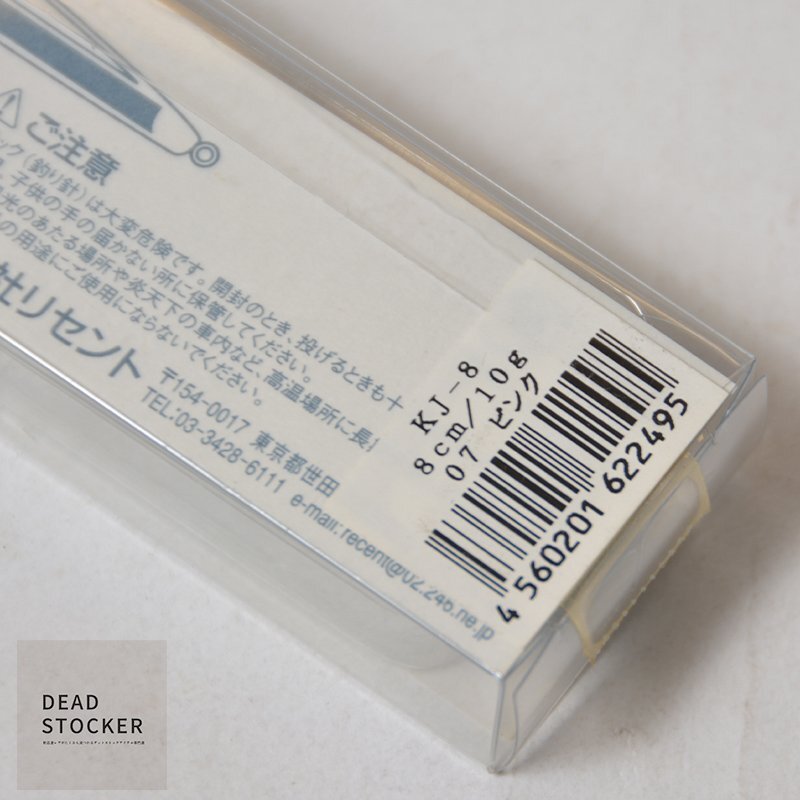 ご注意
ック(釣り針)は大変危険です。開封のとき、投げるときも十
子供の手の届かない所に保管してください。
光のあたる場所や炎天下の車内など、高温場所に長
の用途にご使用にならないでください。
社リセント
〒154-0017 東京都世田
TEL:03-3428-6111 e-mail:recent@02.246.ne.jp
KJ-8
8cm/10g
07 ピンク
4 560201 622495
DEAD
STOCKER